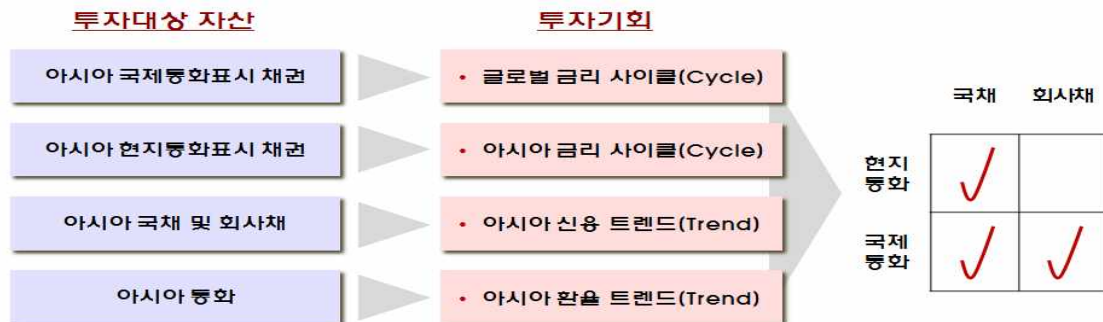 투자대상 자산
투자기회
아시아 국제통화표시 채권
• 글로벌 금리 사이클(Cycle)
아시아 현지통화표시 채권
• 아시아 금리 사이클(Cycle)
아시아 국채 및 회사채
• 아시아 신용 트렌드(Trend)
아시아 통화
• 아시아 환율 트렌드(Trend)
국채
회사채
현지
통화
국제
통화